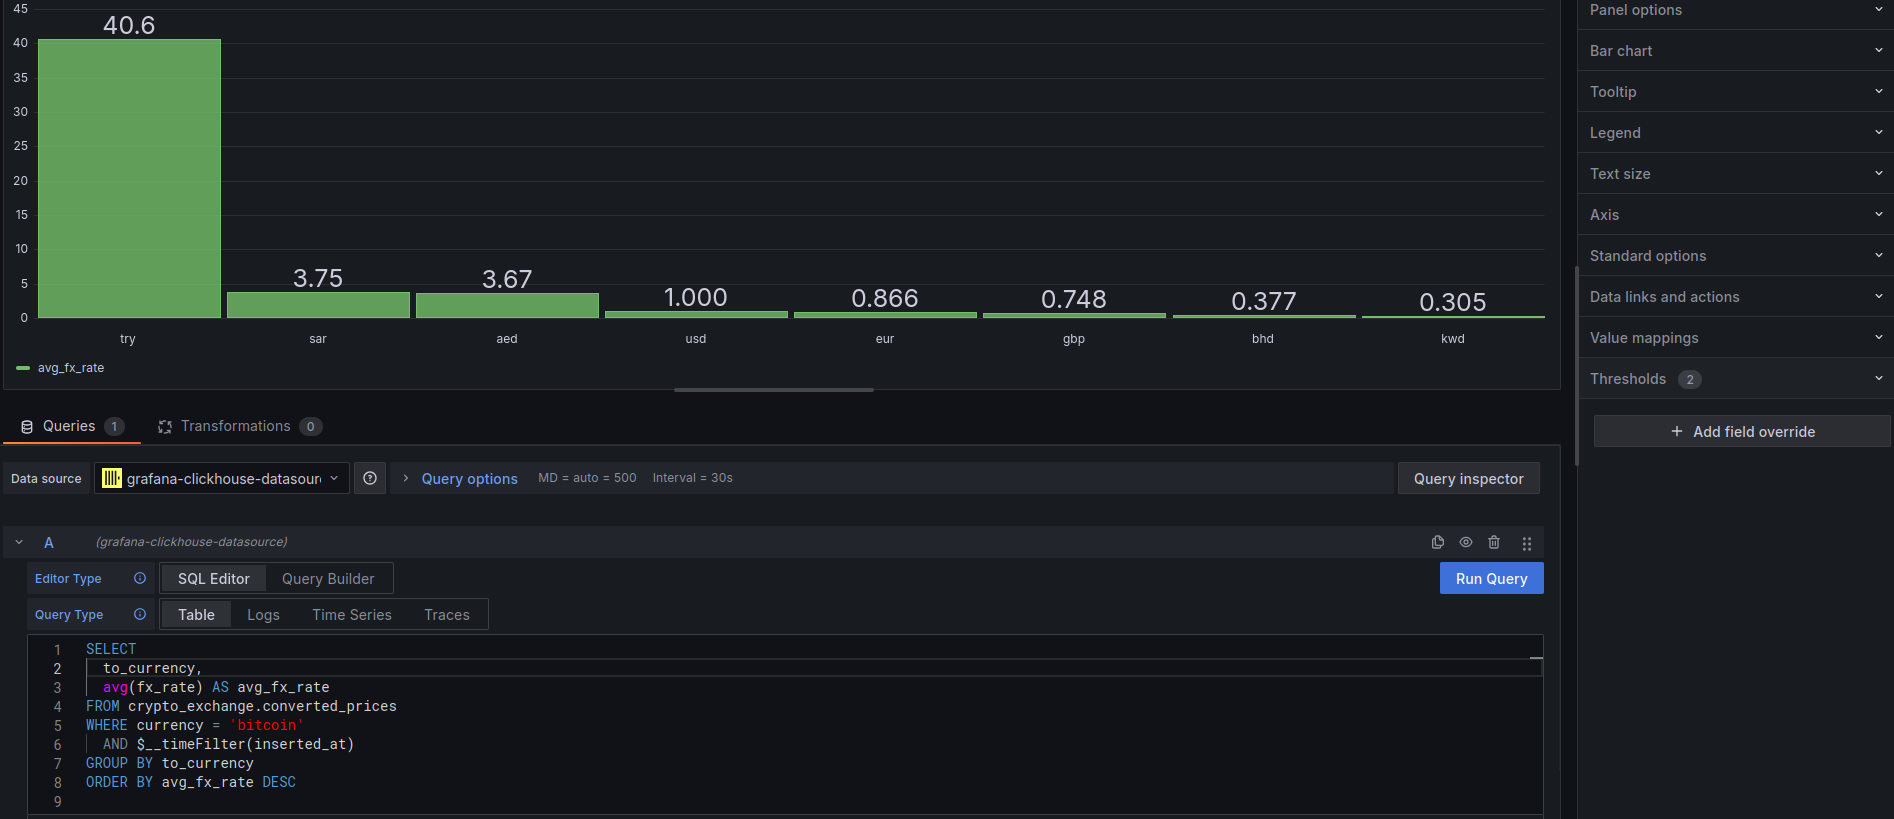 45
40
35
30
25
20
15
10
5
0
40.6
3.75
3.67
1.000
0.866
0.748
0.377
0.305
try sar aed usd eur gbp bhd kwd
avg_fx_rate
Queries 1 Transformations 0
Data source grafana-clickhouse-datasour Query options MD = auto = 500 Interval = 30s Query inspector
A (grafana-clickhouse-datasource)
Editor Type SQL Editor Query Builder Run Query
Query Type Table Logs Time Series Traces
1 SELECT
2 to_currency,
3 avg(fx_rate) AS avg_fx_rate
4 FROM crypto_exchange.converted_prices
5 WHERE currency = 'bitcoin'
6 AND $__timeFilter(inserted_at)
7 GROUP BY to_currency
8 ORDER BY avg_fx_rate DESC
9
Panel options
Bar chart
Tooltip
Legend
Text size
Axis
Standard options
Data links and actions
Value mappings
Thresholds 2
+ Add field override